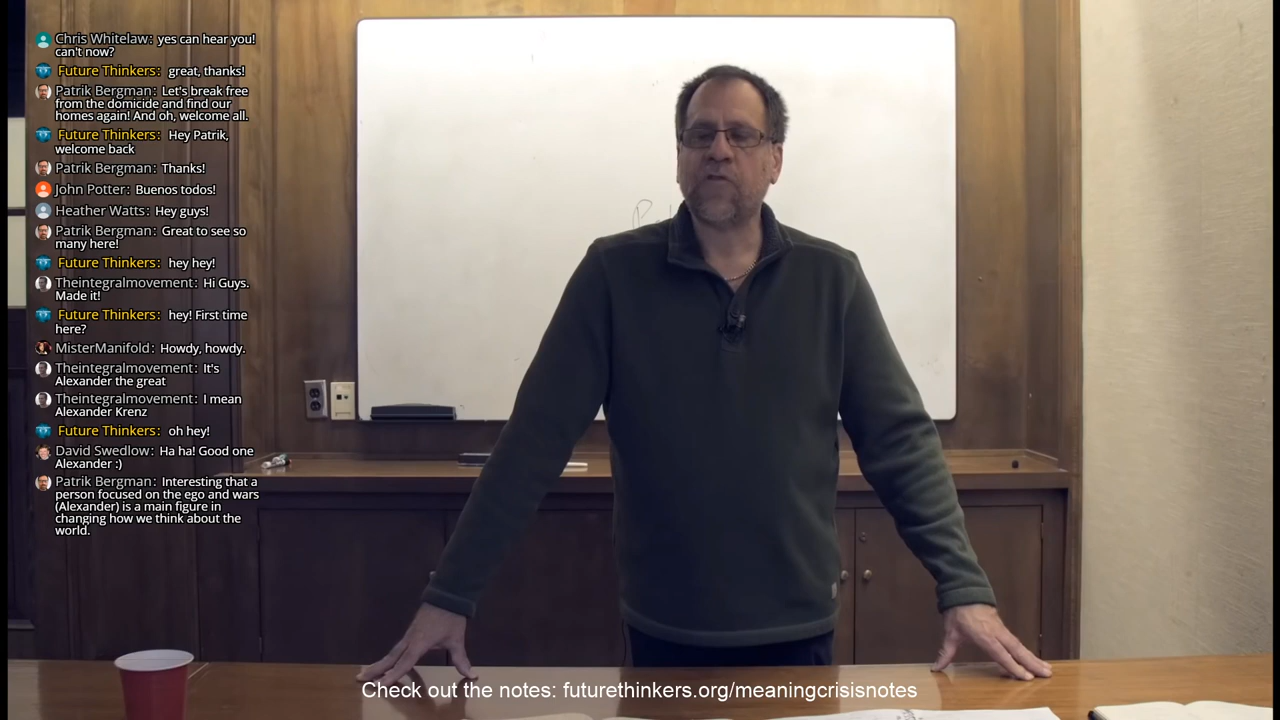 Chris Whitelaw: yes can hear you!
can't now?
Future Thinkers: great, thanks!
Patrik Bergman: Let's break free
from the domicide and find our
homes again! And oh, welcome all.
Future Thinkers: Hey Patrik,
welcome back
Patrik Bergman: Thanks!
John Potter: Buenos todos!
Heather Watts: Hey guys!
Patrik Bergman: Great to see so
many here!
Future Thinkers: hey hey!
Theintegralmovement: Hi Guys.
Made it!
Future Thinkers: hey! First time
here?
MisterManifold: Howdy, howdy.
Theintegralmovement: It's
Alexander the great
Theintegralmovement: I mean
Alexander Krenz
Future Thinkers: oh hey!
David Swedlow: Ha ha! Good one
Alexander :)
Patrik Bergman: Interesting that a
person focused on the ego and wars
(Alexander) is a main figure in
changing how we think about the
world.
Check out the notes: futurethinkers.org/meaningcrisisnotes